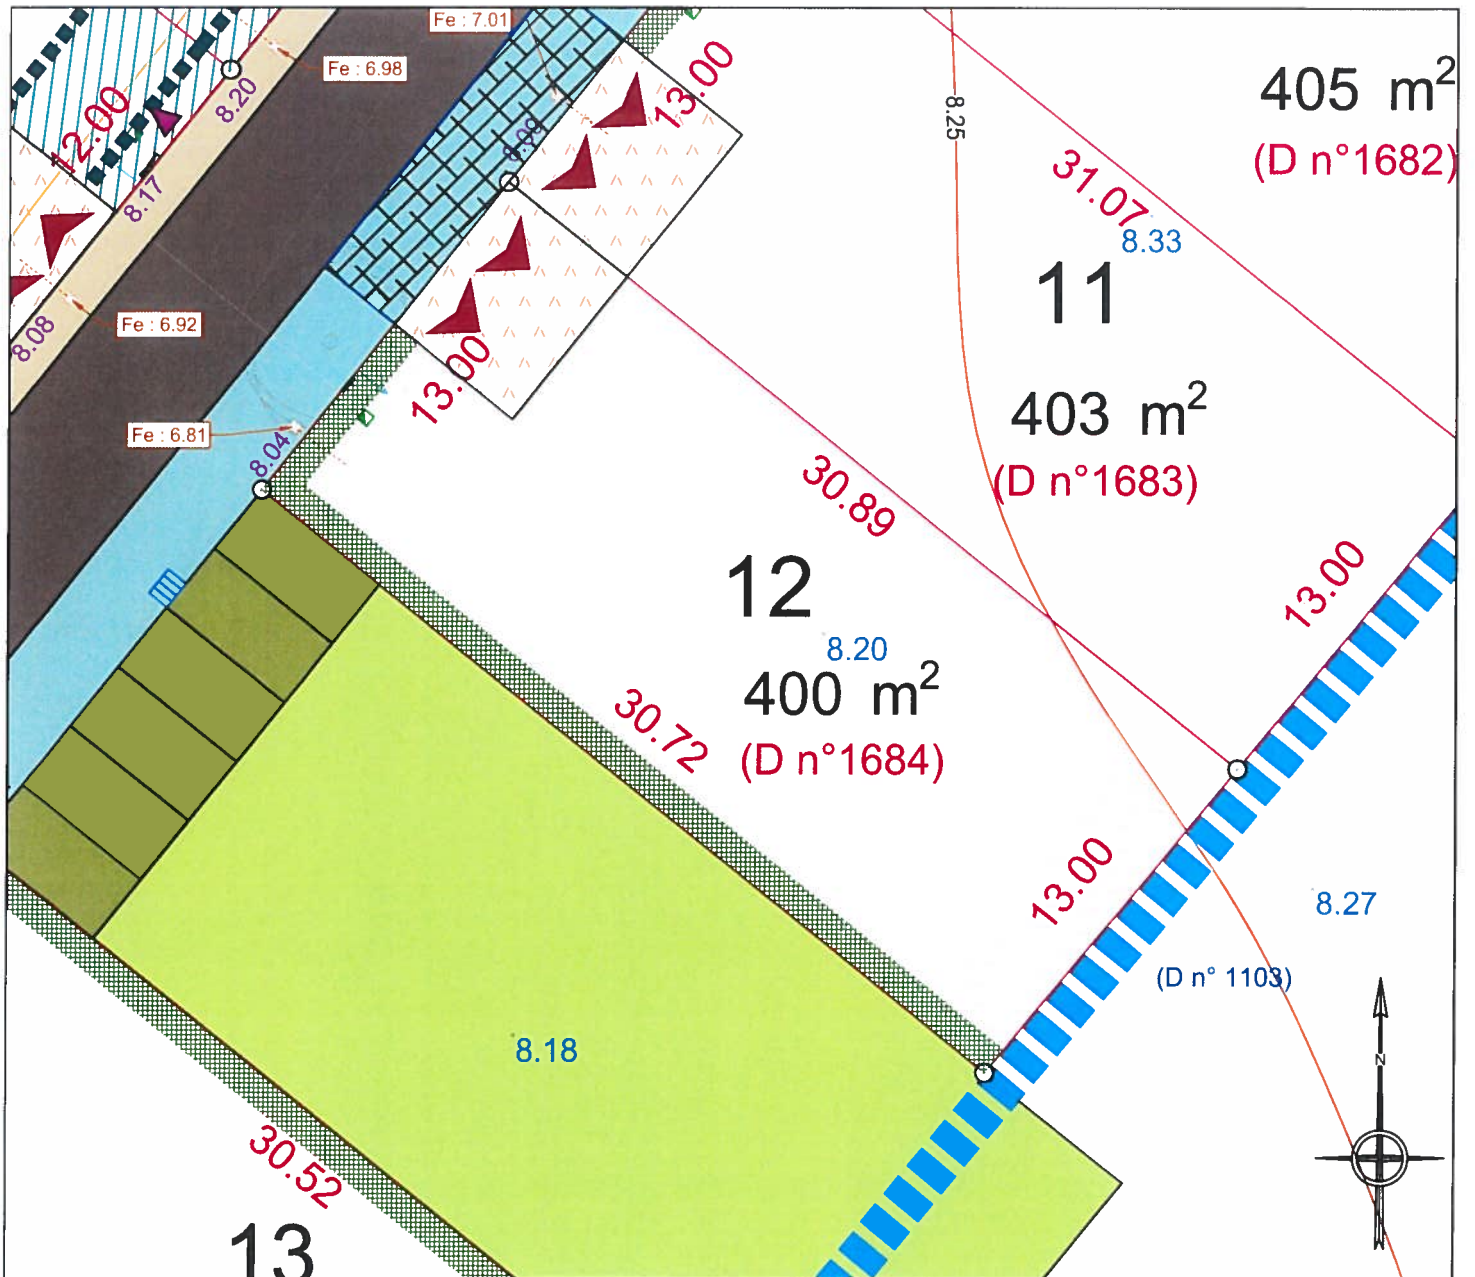 Fe : 7.01
Fe : 6.98
8.20
12.00
8.17
13.00
8.25
405 m²
(D n°1682)
31.07
8.33
8.09
11
Fe : 6.92
8.08
13.00
403 m²
(D n°1683)
Fe : 6.81
8.04
30.89
12
13.00
8.20
400 m²
(D n°1684)
30.72
13.00
8.27
(D n° 1103)
8.18
N
30.52
13